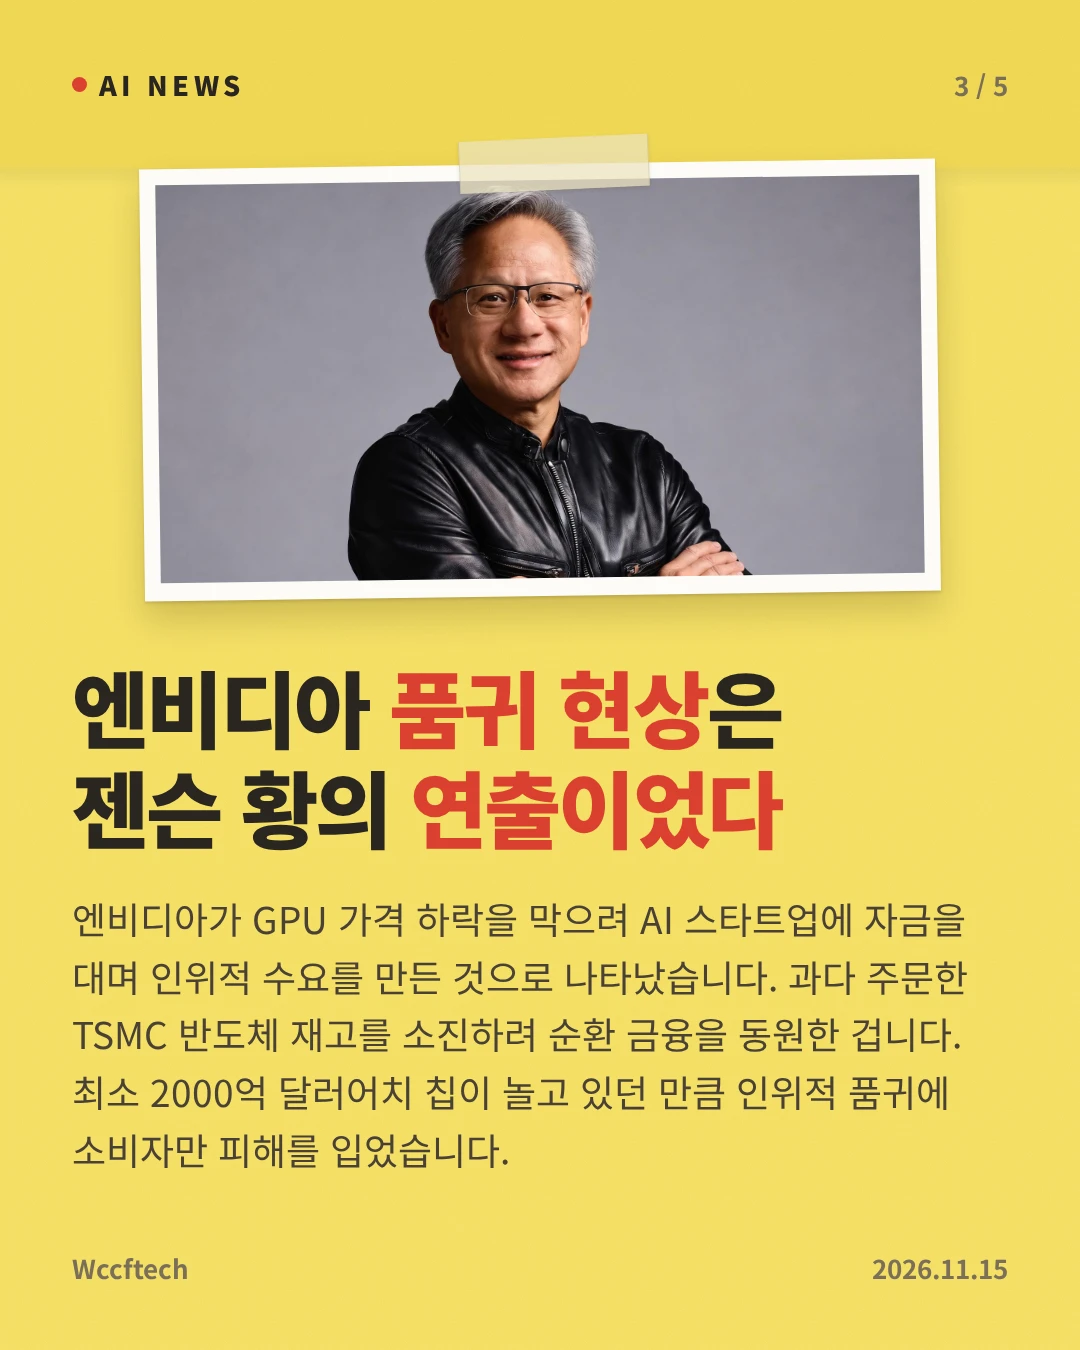 AI NEWS
3 / 5
엔비디아 품귀 현상은
젠슨 황의 연출이었다
엔비디아가 GPU 가격 하락을 막으려 AI 스타트업에 자금을
대며 인위적 수요를 만든 것으로 나타났습니다. 과다 주문한
TSMC 반도체 재고를 소진하려 순환 금융을 동원한 겁니다.
최소 2000억 달러어치 칩이 놀고 있던 만큼 인위적 품귀에
소비자만 피해를 입었습니다.
Wccftech
2026.11.15